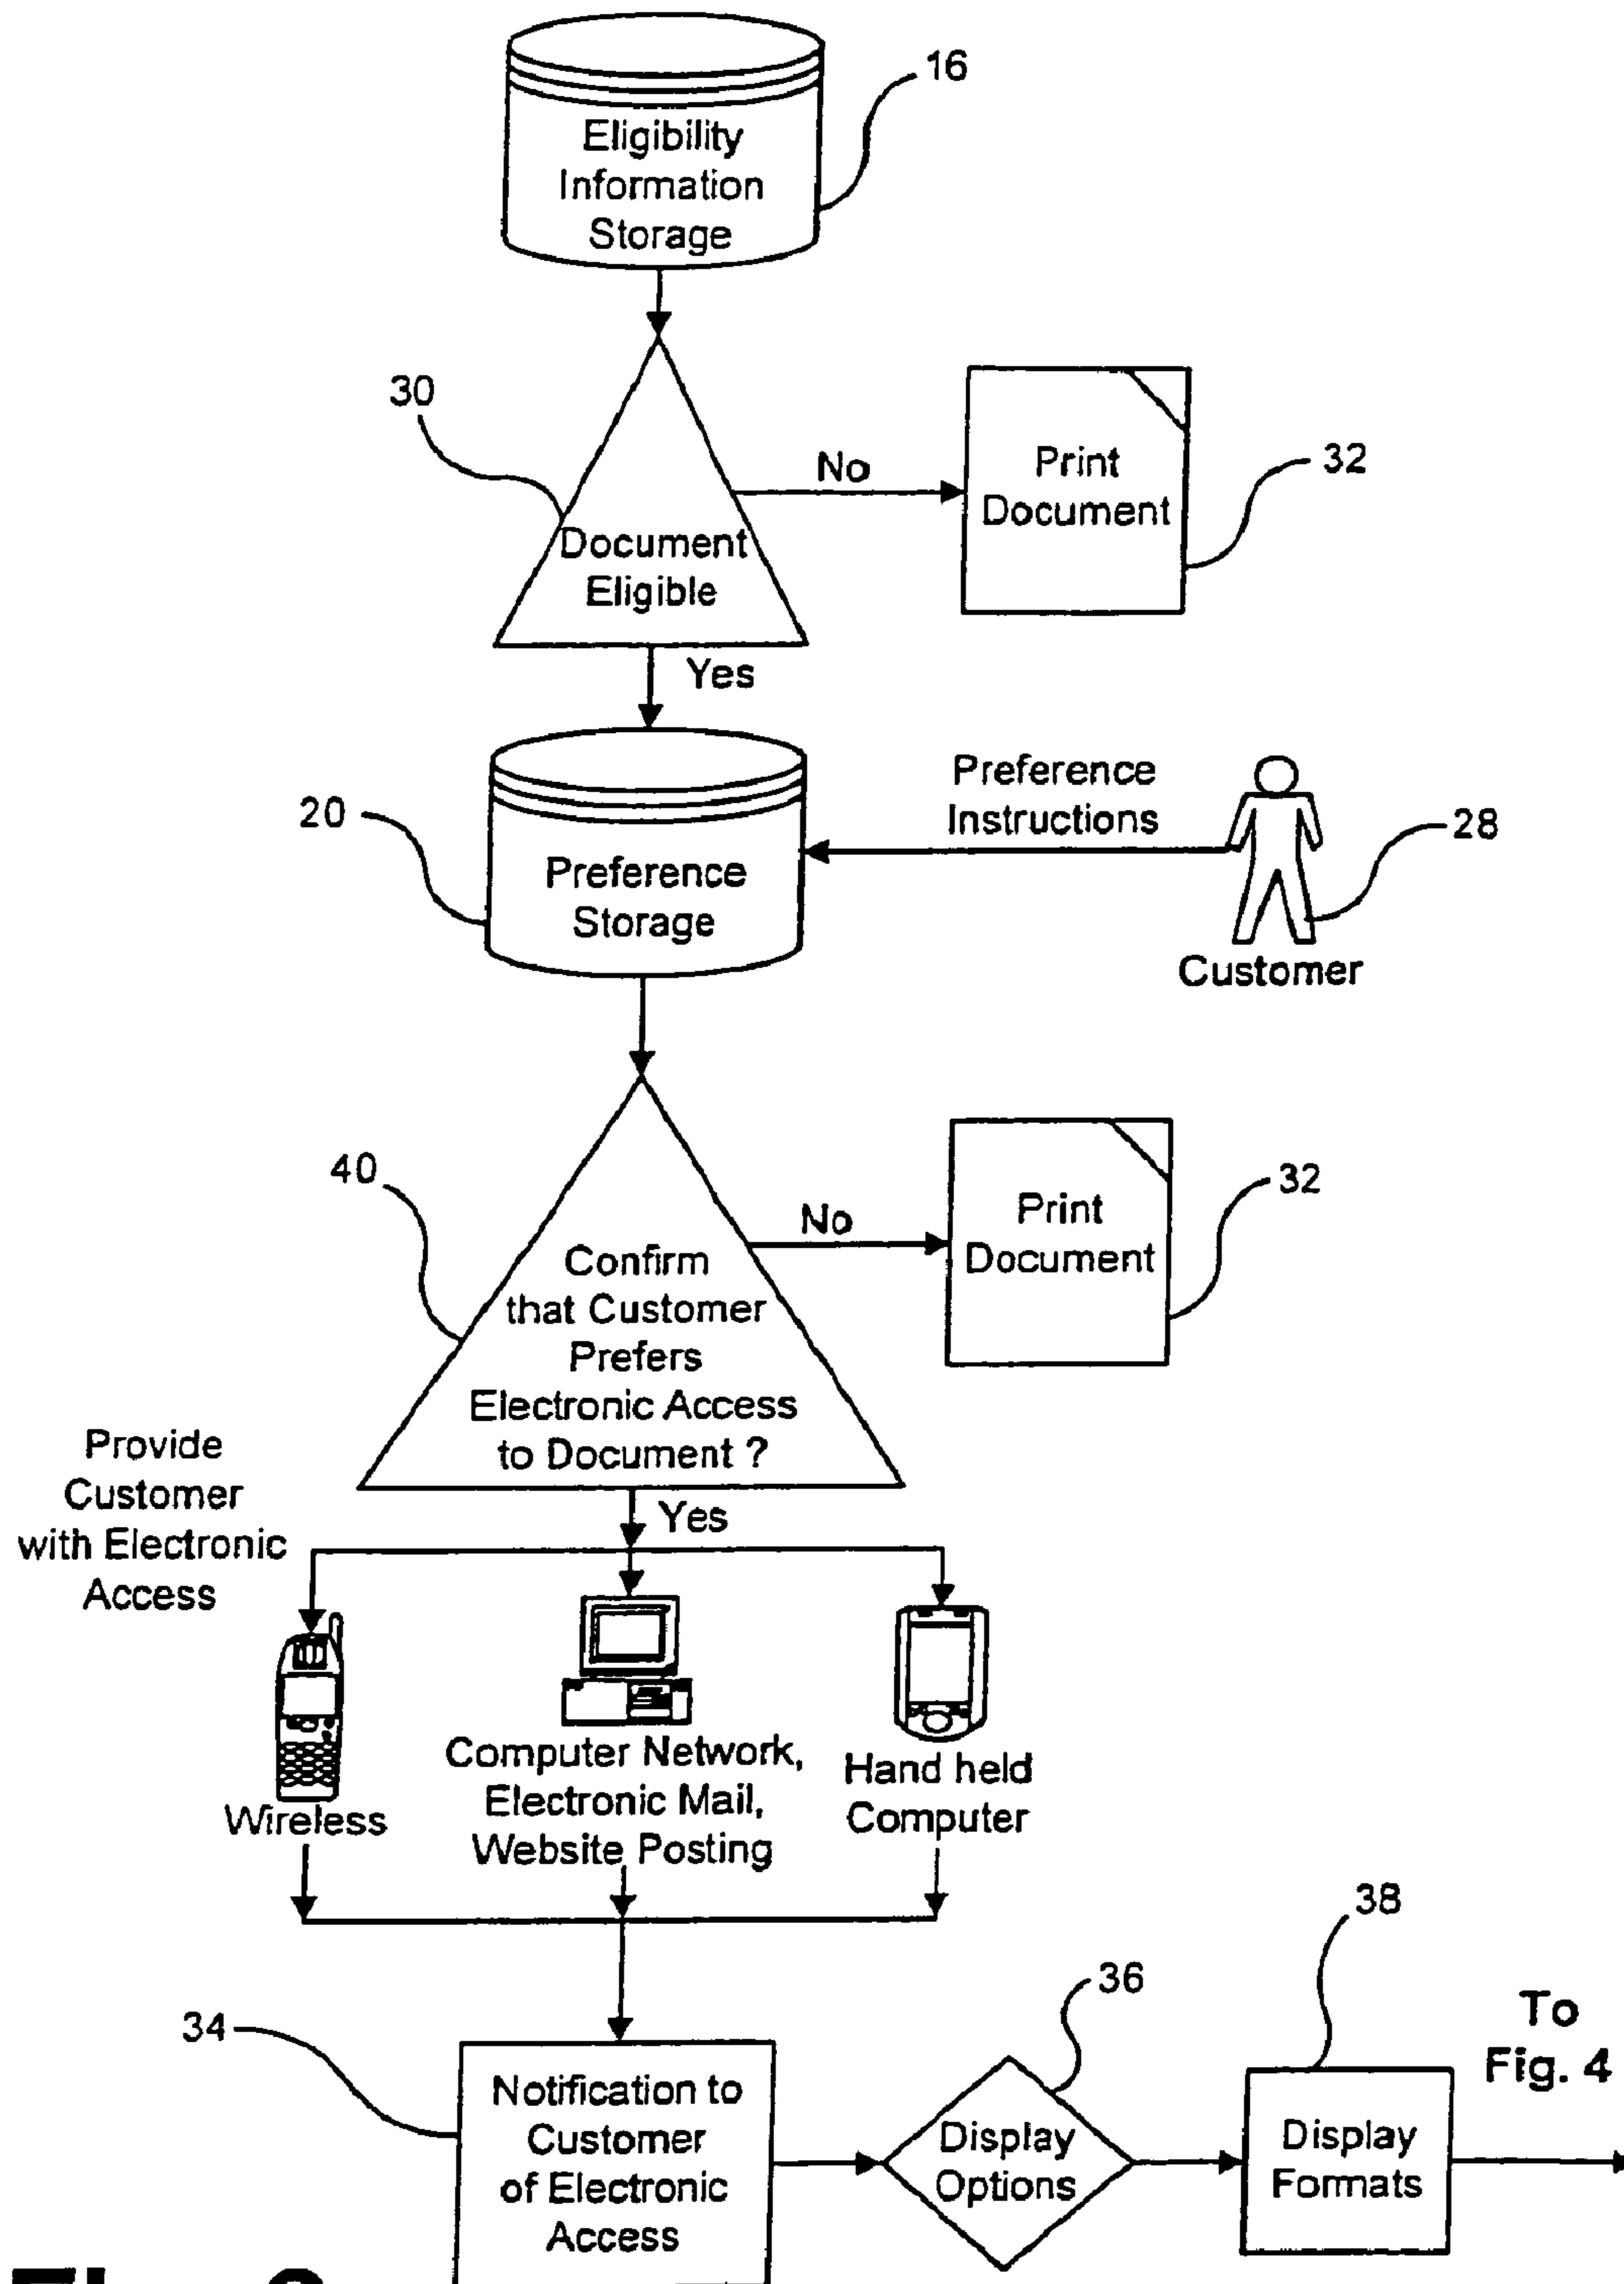 16
Eligibility
Information
Storage
30
No
Print
Document
32
Document
Eligible
Yes
20
Preference
Storage
Preference
Instructions
28
Customer
40
Confirm
that Customer
Prefers
Electronic Access
to Document ?
No
Print
Document
32
Yes
Provide
Customer
with Electronic
Access
Wireless
Computer Network,
Electronic Mail,
Website Posting
Hand held
Computer
34
Notification to
Customer
of Electronic
Access
36
Display
Options
38
Display
Formats
To
Fig. 4